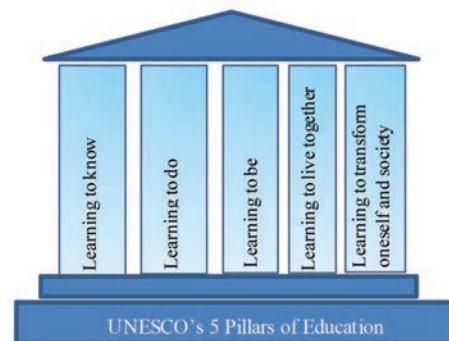 Learning to know
Learning to do
Learning to be
Learning to live together
Learning to transform
oneself and society
UNESCO's 5 Pillars of Education